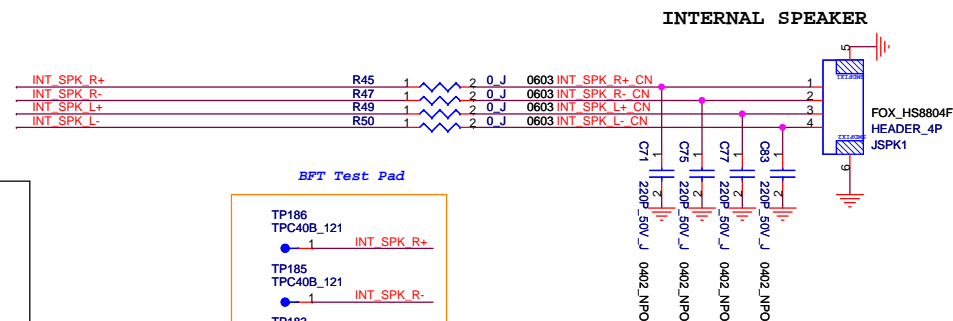 INTERNAL SPEAKER
5
SMDFIX1
INT_SPK_R+ R45 1 2 0_J 0603 INT_SPK_R+_CN 1
INT_SPK_R- R47 1 2 0_J 0603 INT_SPK_R-_CN 2
INT_SPK_L+ R49 1 2 0_J 0603 INT_SPK_L+_CN 3
INT_SPK_L- R50 1 2 0_J 0603 INT_SPK_L-_CN 4
FOX_HS8804F
HEADER_4P
JSPK1
SMDFIX2
6
C71 1 2 220P_50V_J 0402_NPO
C75 1 2 220P_50V_J 0402_NPO
C77 1 2 220P_50V_J 0402_NPO
C83 1 2 220P_50V_J 0402_NPO
BFT Test Pad
TP186
TPC40B_121
1 INT_SPK_R+
TP185
TPC40B_121
1 INT_SPK_R-